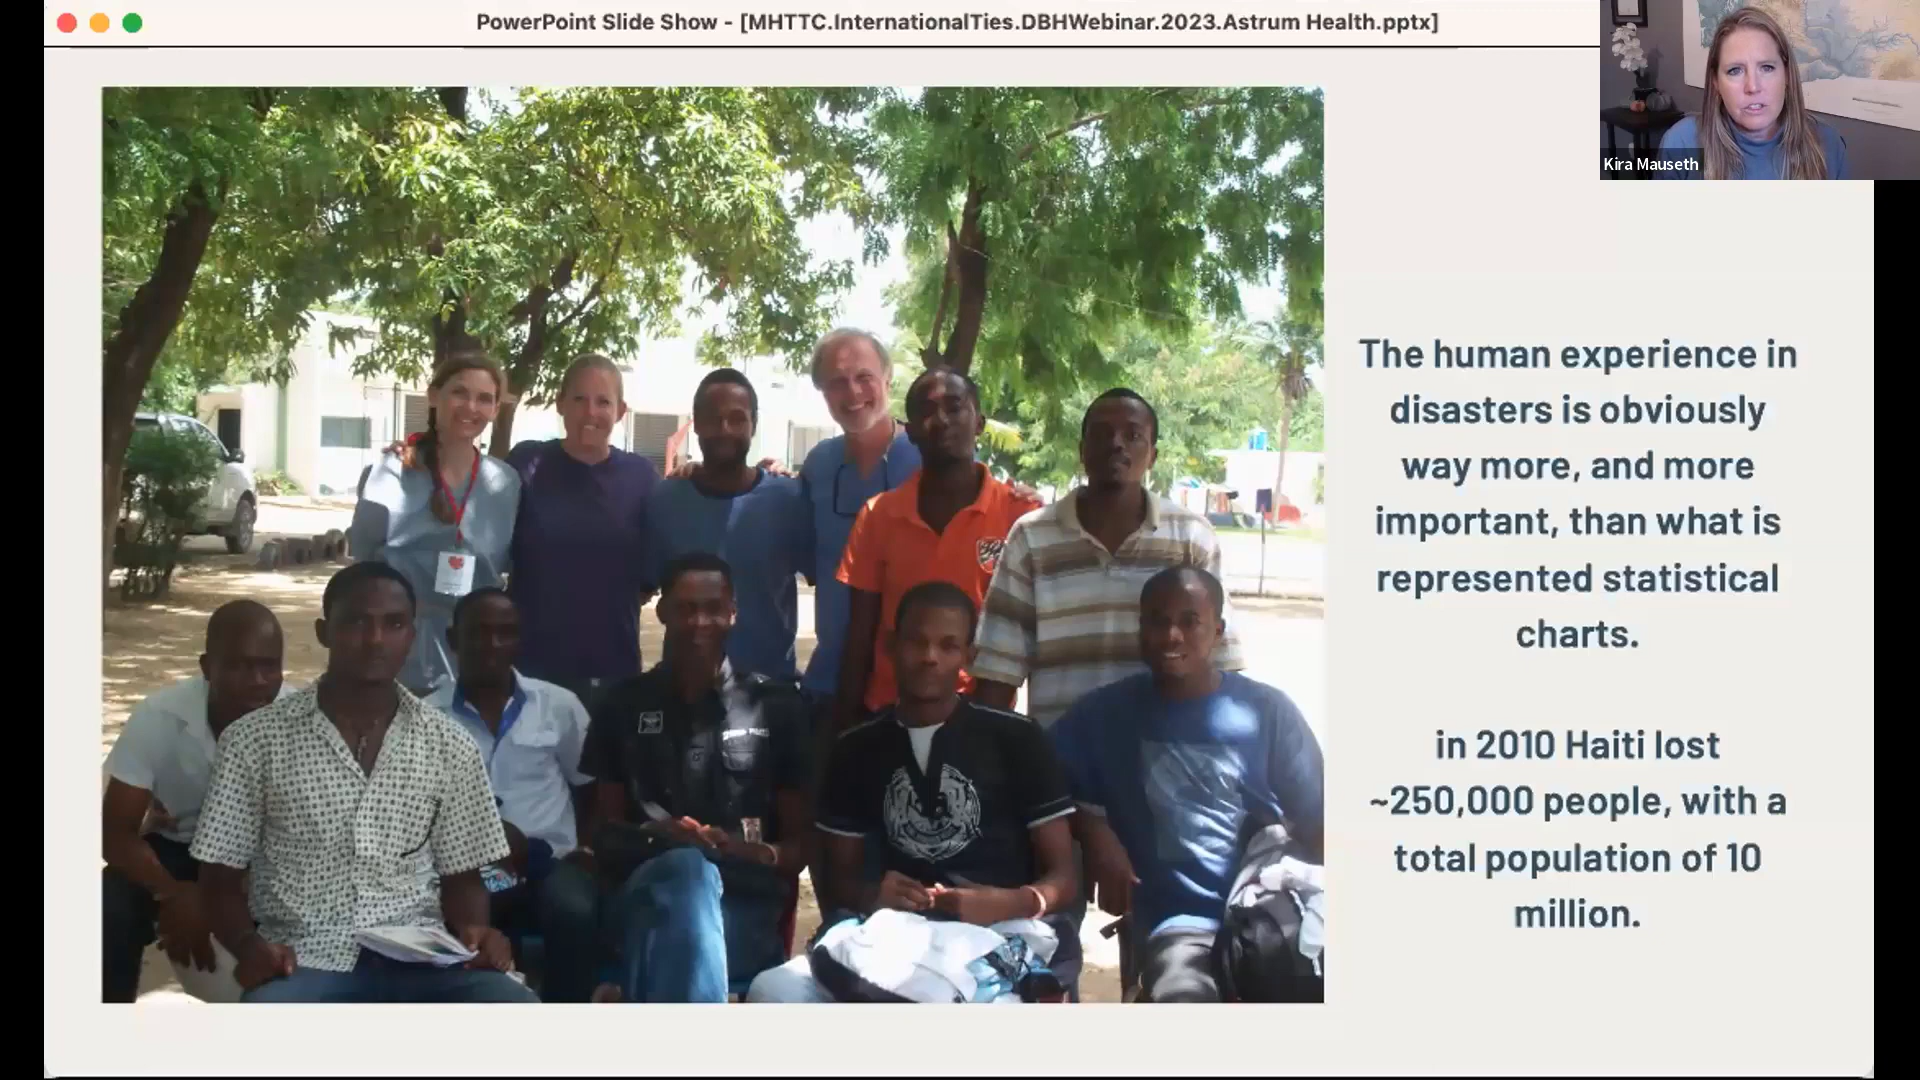 PowerPoint Slide Show - [MHTTC.InternationalTies.DBHWebinar.2023.Astrum Health.pptx]
Kira Mauseth
The human experience in
disasters is obviously
way more, and more
important, than what is
represented statistical
charts.
in 2010 Haiti lost
~250,000 people, with a
total population of 10
million.